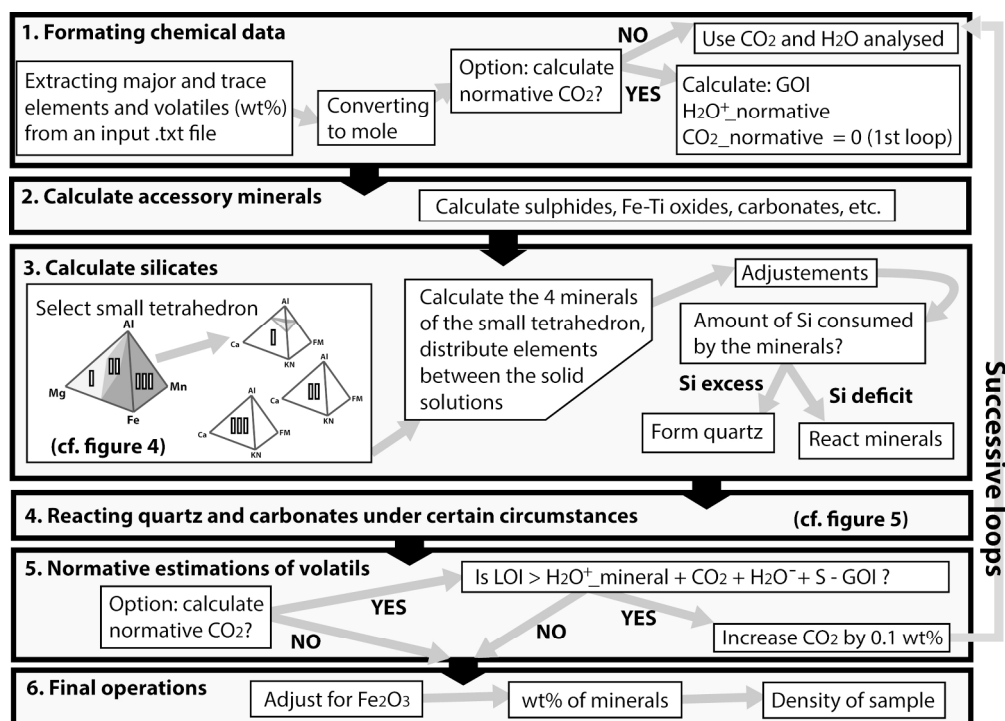 1. Formating chemical data
Extracting major and trace
elements and volatiles (wt%)
from an input .txt file
Converting
to mole
Option: calculate
normative CO2?
NO
YES
Use CO2 and H2O analysed
Calculate: GOI
H2O+_normative
CO2_normative = 0 (1st loop)
2. Calculate accessory minerals
Calculate sulphides, Fe-Ti oxides, carbonates, etc.
3. Calculate silicates
Select small tetrahedron
Al
Mg
Mn
Fe
I
II
III
Ca
FM
KN
I
Al
Ca
FM
KN
II
Al
Ca
FM
KN
III
Al
(cf. figure 4)
Calculate the 4 minerals
of the small tetrahedron,
distribute elements
between the solid
solutions
Adjustements
Amount of Si consumed
by the minerals?
Si excess
Si deficit
Form quartz
React minerals
4. Reacting quartz and carbonates under certain circumstances
(cf. figure 5)
5. Normative estimations of volatils
Option: calculate
normative CO2?
YES
NO
Is LOI > H2O+_mineral + CO2 + H2O- + S - GOI ?
NO
YES
Increase CO2 by 0.1 wt%
Successive loops
6. Final operations
Adjust for Fe2O3
wt% of minerals
Density of sample